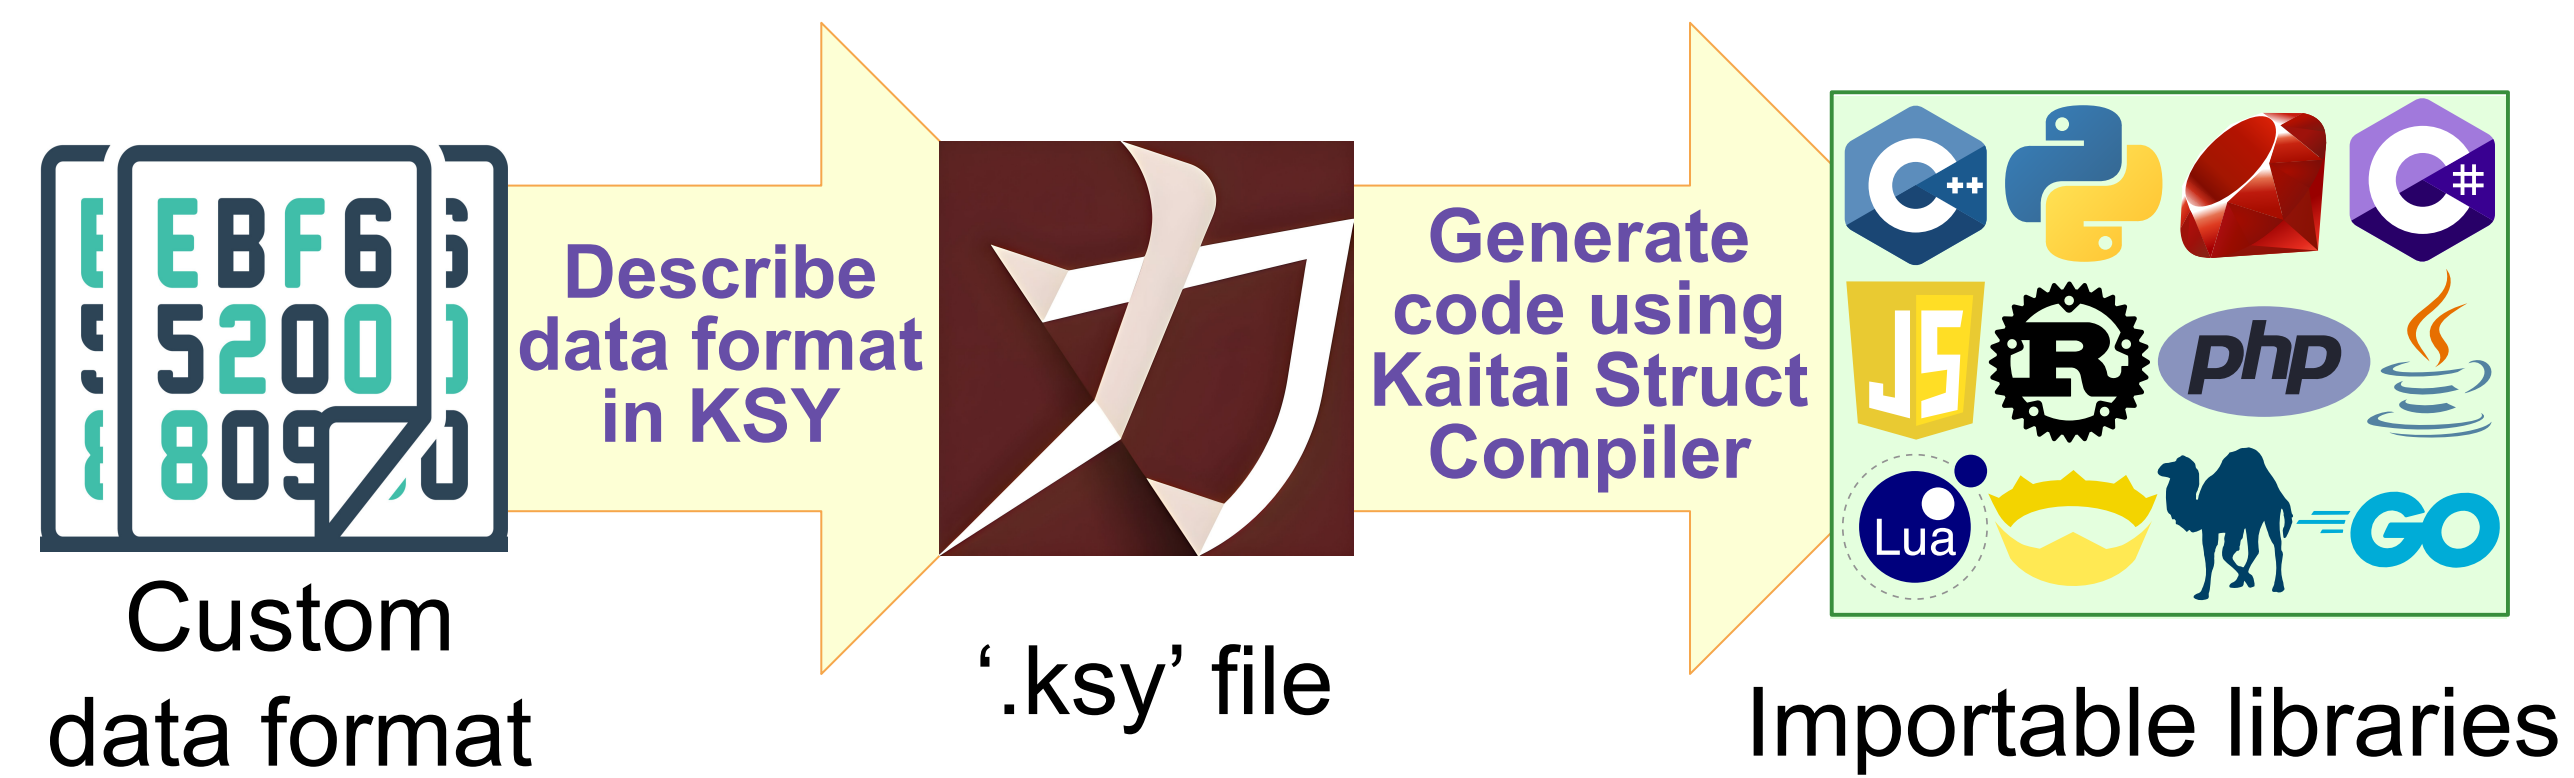 EBF6
5200
809
0
Custom
data format
Describe
data format
in KSY
‘.ksy’ file
Generate
code using
Kaitai Struct
Compiler
C++
C#
JS
R
php
Lua
GO
Importable libraries